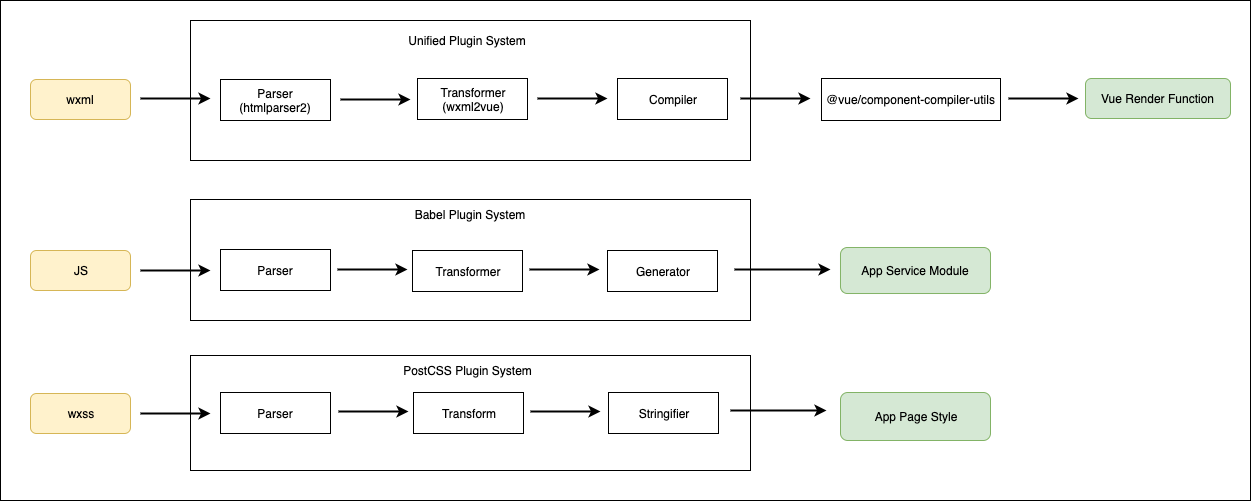 Unified Plugin System
wxml
Parser
(htmlparser2)
Transformer
(wxml2vue)
Compiler
@vue/component-compiler-utils
Vue Render Function
Babel Plugin System
JS
Parser
Transformer
Generator
App Service Module
PostCSS Plugin System
wxss
Parser
Transform
Stringifier
App Page Style